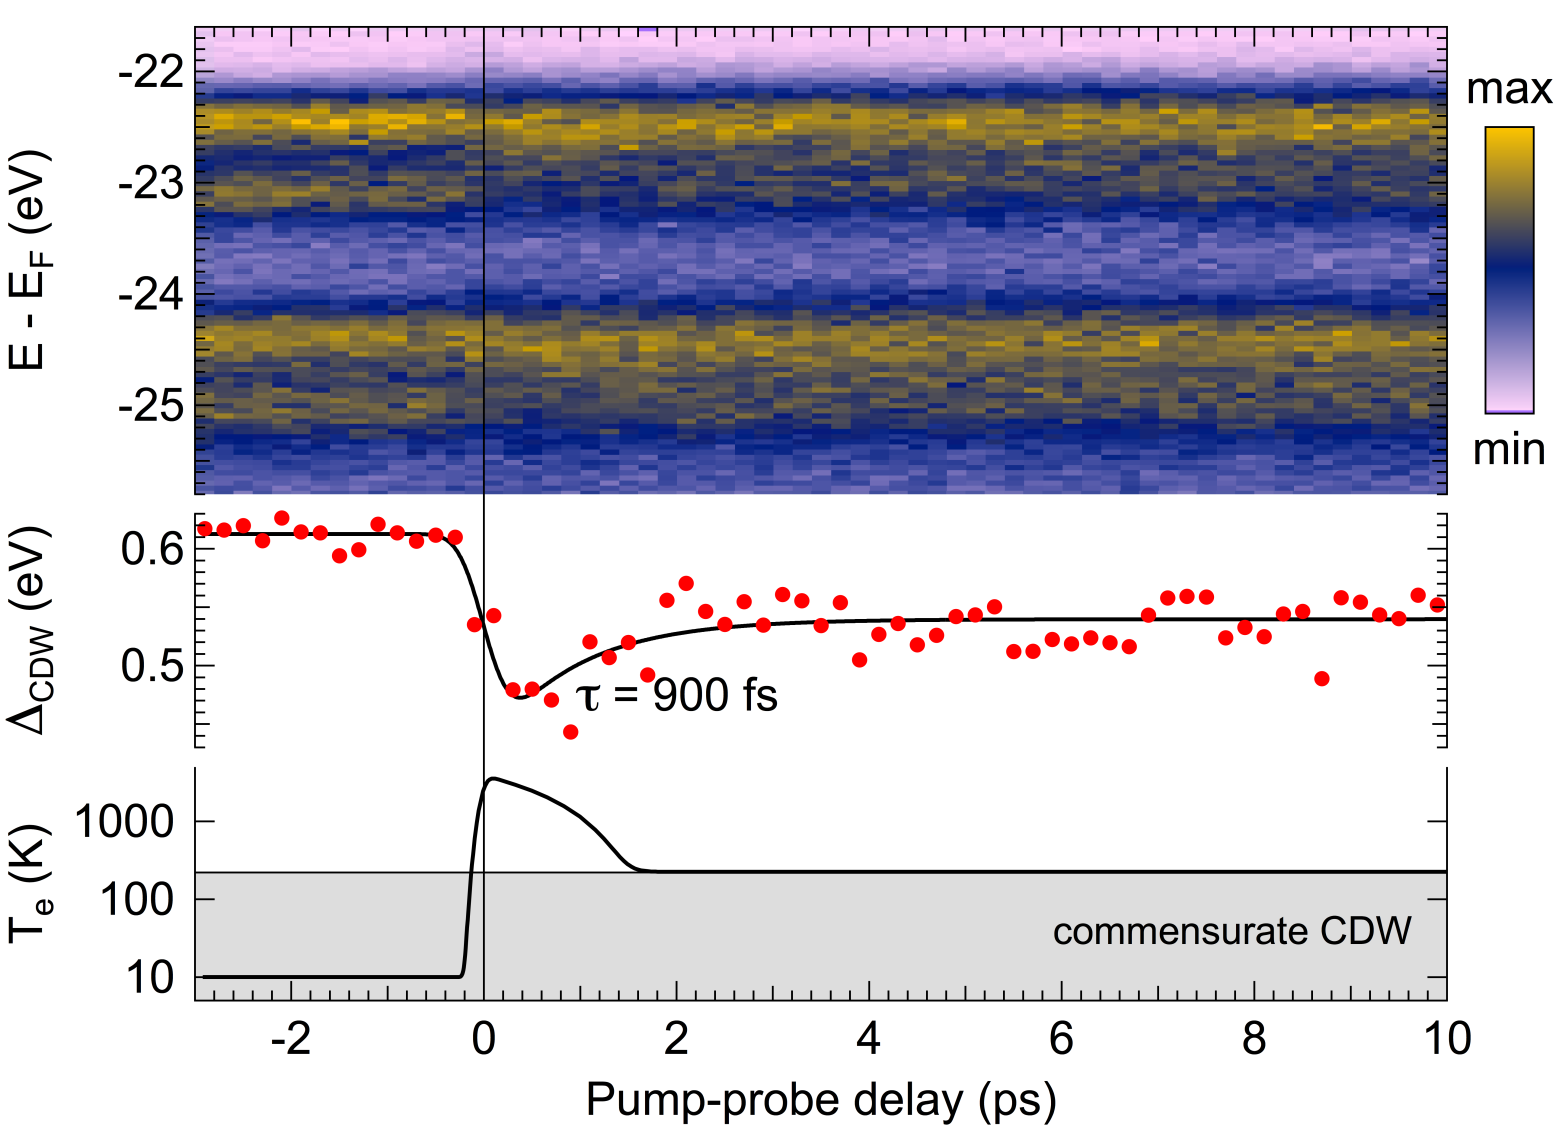 max
min
-22
-23
-24
-25
E - E_F (eV)
0.6
0.5
Δ_CDW (eV)
τ = 900 fs
1000
100
10
T_e (K)
commensurate CDW
-2 0 2 4 6 8 10
Pump-probe delay (ps)